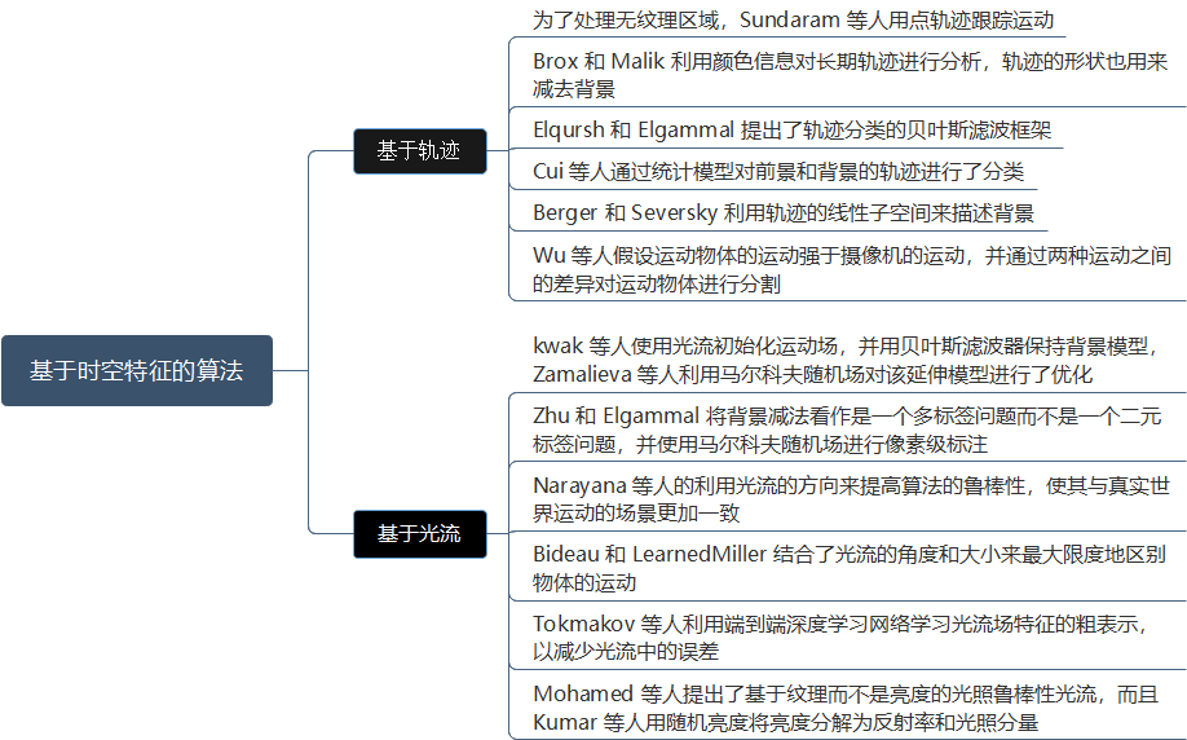 为了处理无纹理区域，Sundaram 等人用点轨迹跟踪运动
Brox 和 Malik 利用颜色信息对长期轨迹进行分析，轨迹的形状也用来
减去背景
基于轨迹
Elqursh 和 Elgammal 提出了轨迹分类的贝叶斯滤波框架
Cui 等人通过统计模型对前景和背景的轨迹进行了分类
Berger 和 Seversky 利用轨迹的线性子空间来描述背景
Wu 等人假设运动物体的运动强于摄像机的运动，并通过两种运动之间
的差异对运动物体进行分割
基于时空特征的算法
kwak 等人使用光流初始化运动场，并用贝叶斯滤波器保持背景模型，
Zamalieva 等人利用马尔科夫随机场对该延伸模型进行了优化
Zhu 和 Elgammal 将背景减法看作是一个多标签问题而不是一个二元
标签问题，并使用马尔科夫随机场进行像素级标注
Narayana 等人的利用光流的方向来提高算法的鲁棒性，使其与真实世
界运动的场景更加一致
基于光流
Bideau 和 LearnedMiller 结合了光流的角度和大小来最大限度地区别
物体的运动
Tokmakov 等人利用端到端深度学习网络学习光流场特征的粗表示，
以减少光流中的误差
Mohamed 等人提出了基于纹理而不是亮度的光照鲁棒性光流，而且
Kumar 等人用随机亮度将亮度分解为反射率和光照分量